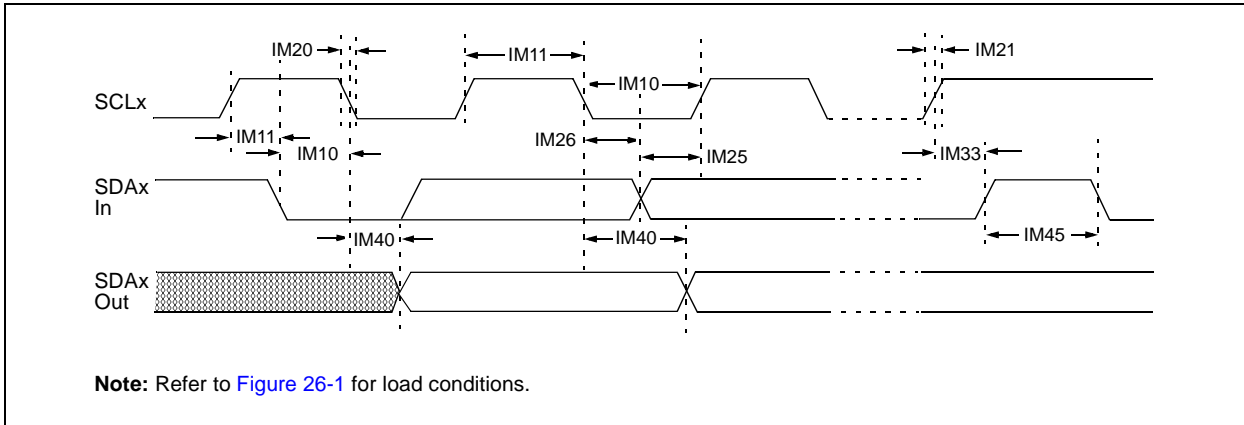 IM20
IM11
IM21
IM10
SCLx
IM11
IM26
IM10
IM25
IM33
SDAx
In
IM40
IM40
IM45
SDAx
Out
Note: Refer to Figure 26-1 for load conditions.